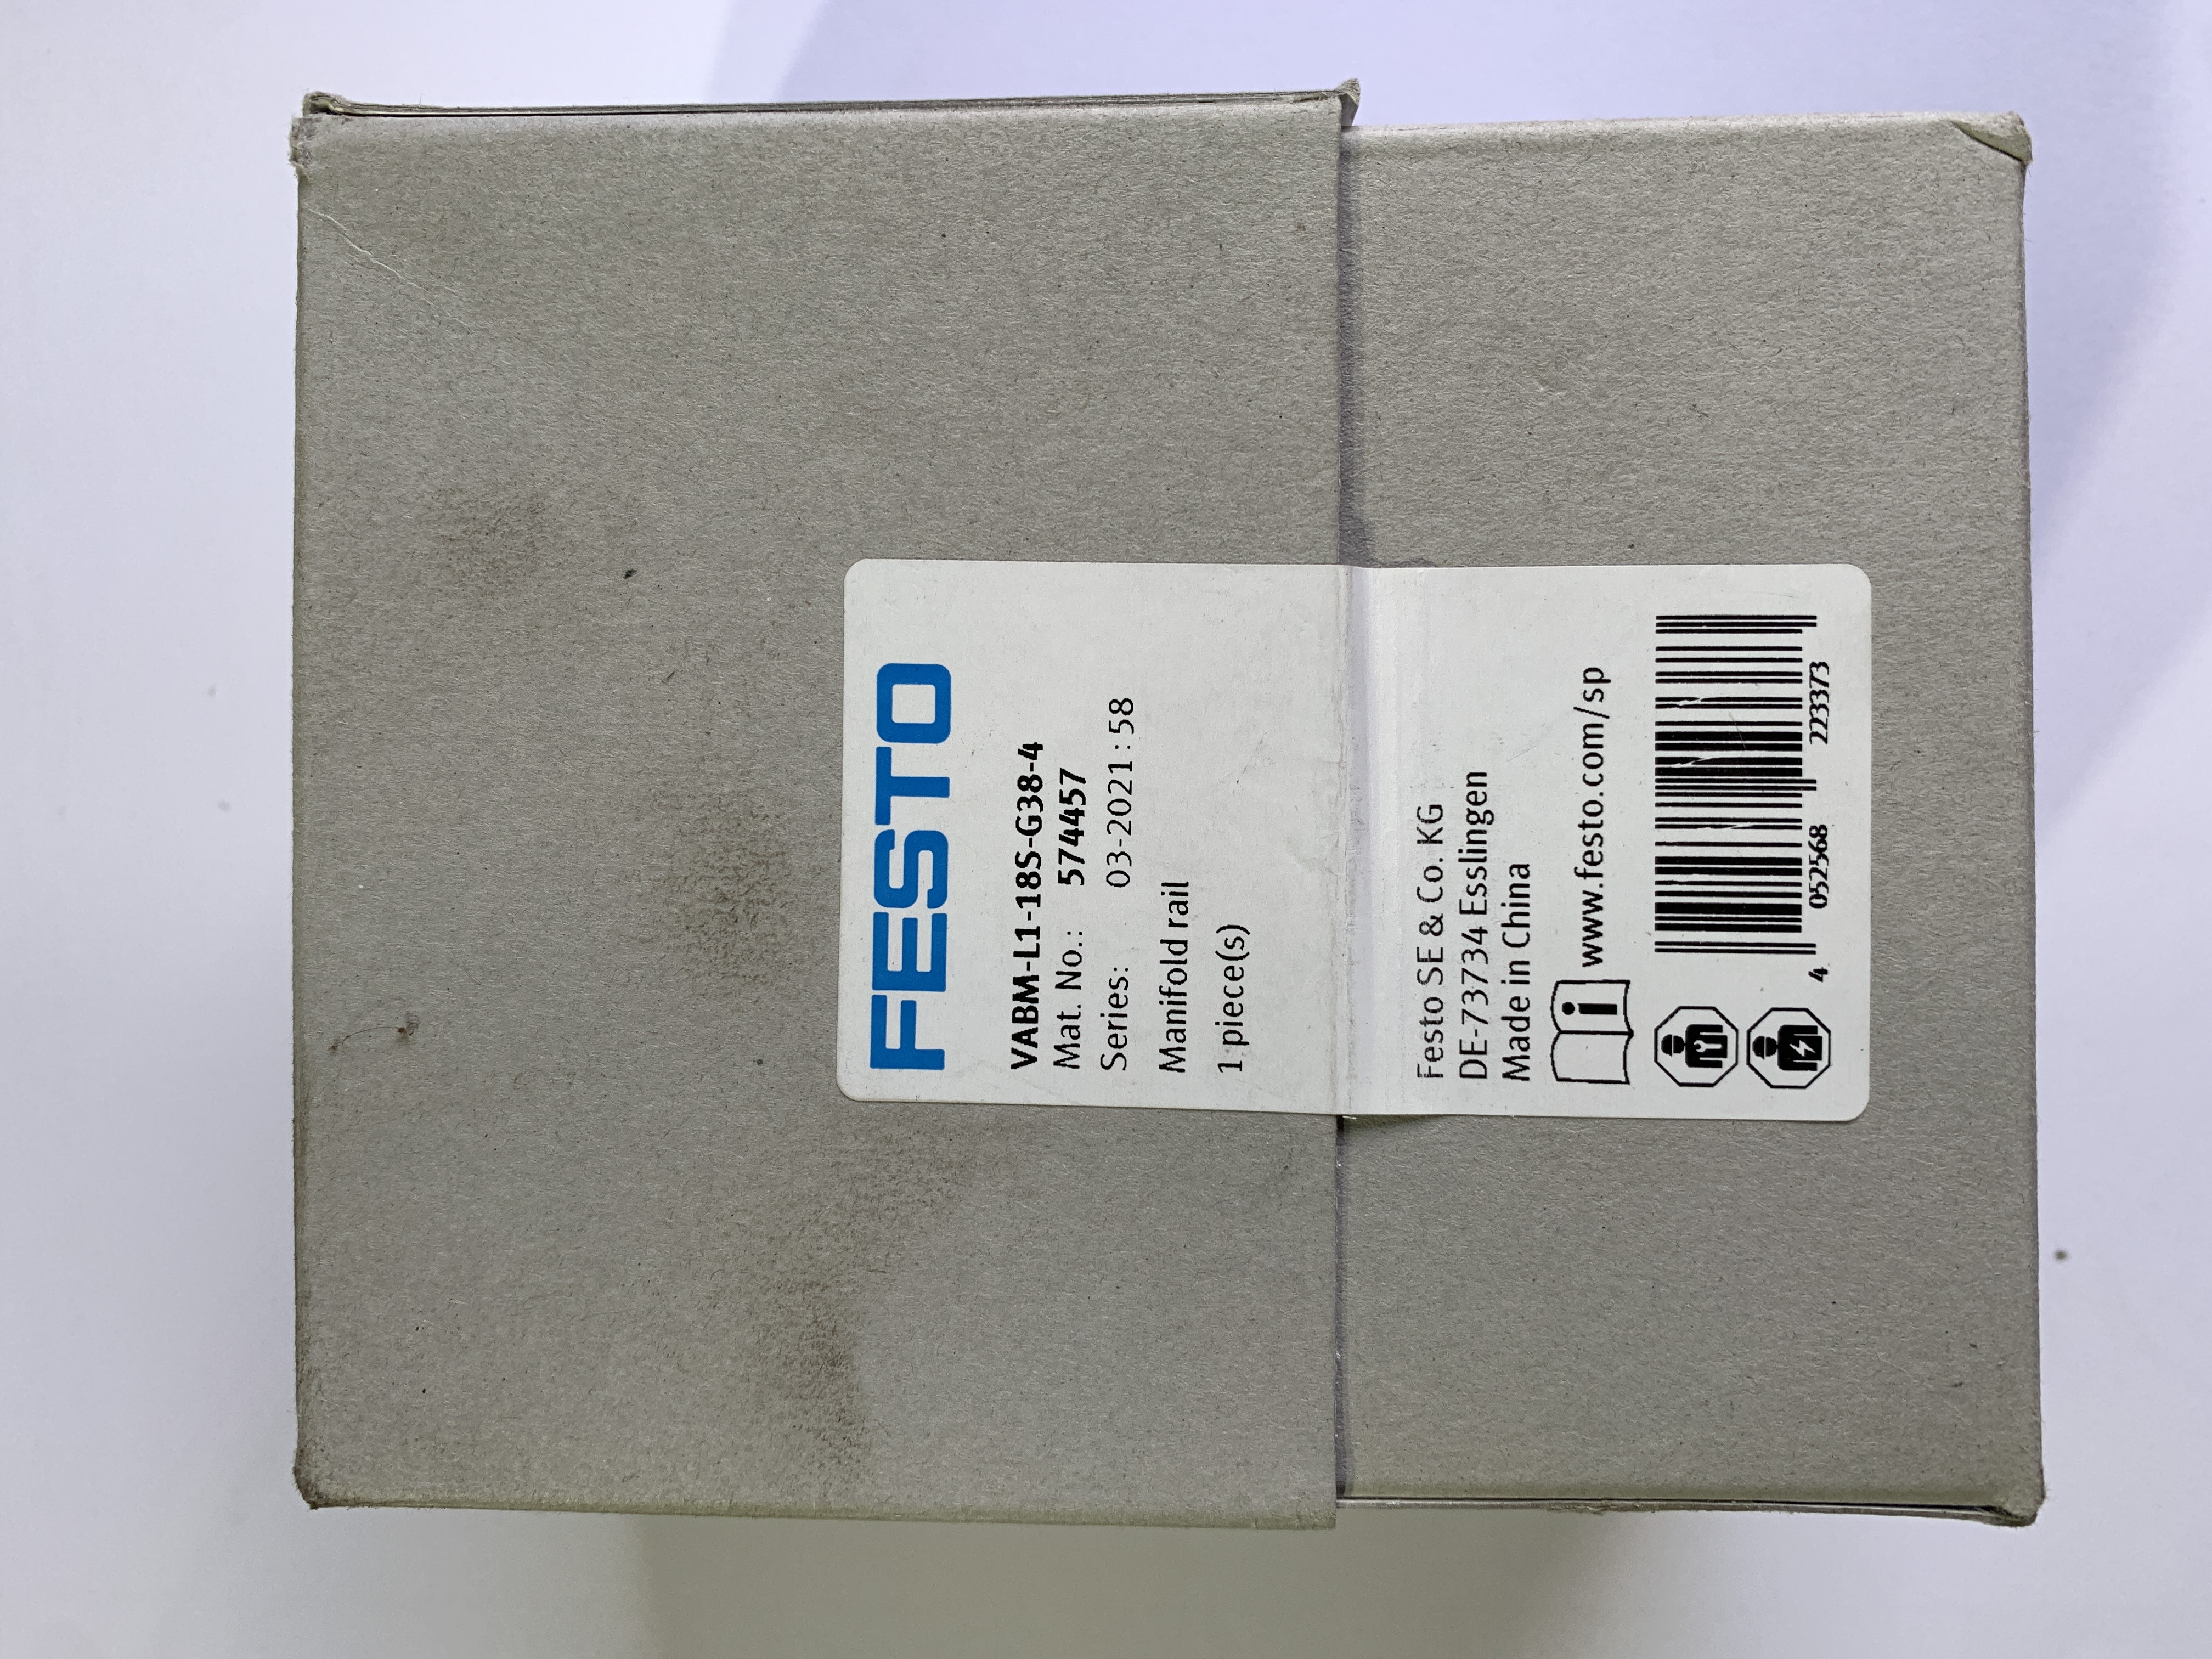 FESTO
VABM-L1-18S-G38-4
Mat. No.: 574457
Series: 03-2021:58
Manifold rail
1 piece(s)
Festo SE & Co. KG
DE-73734 Esslingen
Made in China
www.festo.com/sp
4 052568 223373